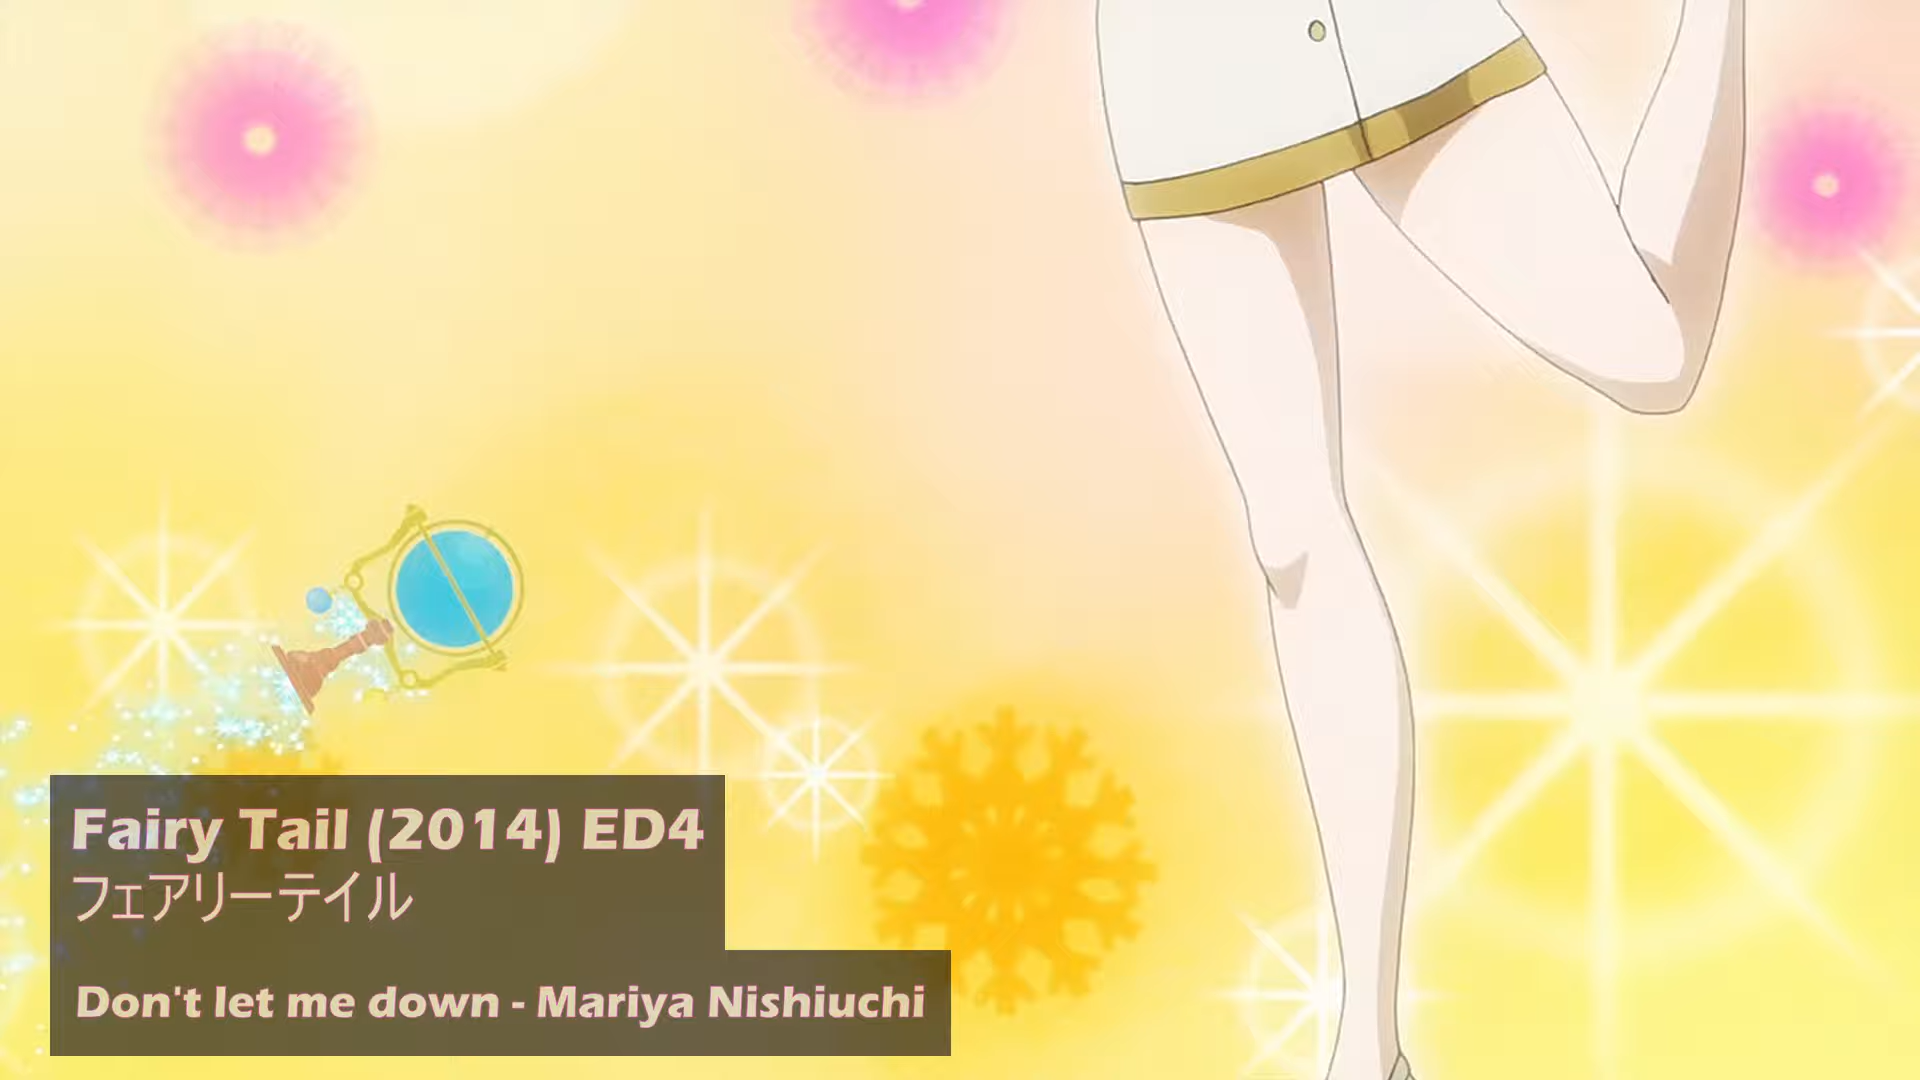 Fairy Tail (2014) ED4
フェアリーテイル
Don't let me down - Mariya Nishiuchi